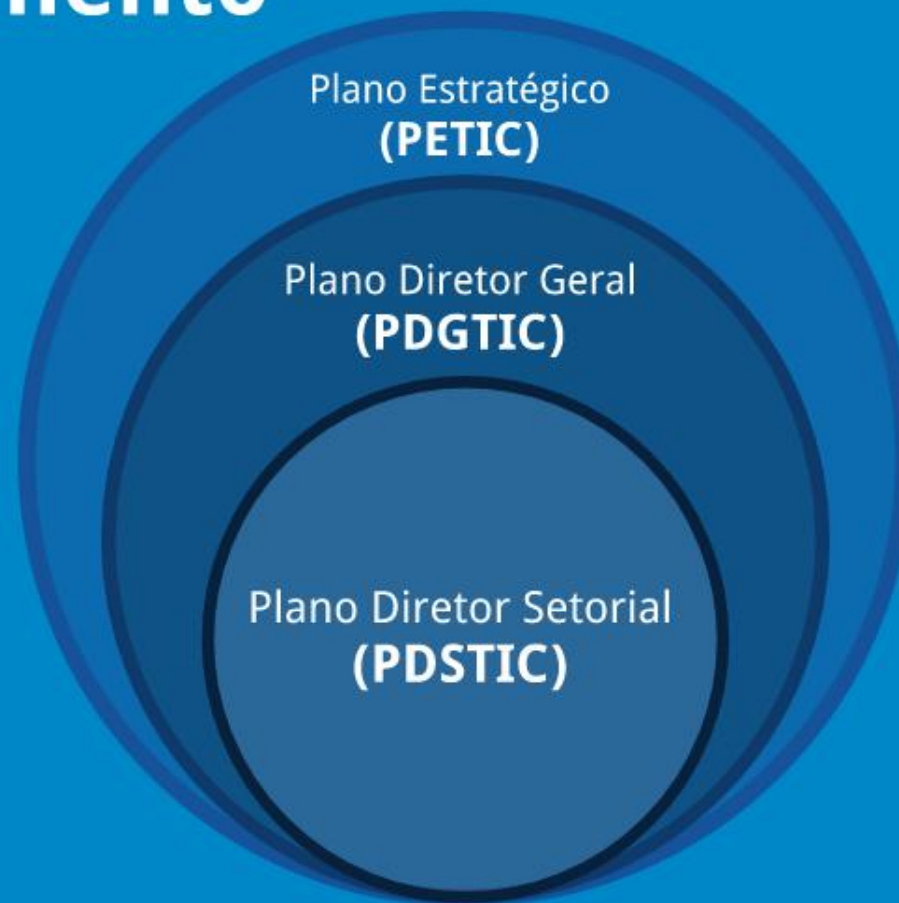 Plano Estratégico
(PETIC)
Plano Diretor Geral
(PDGTIC)
Plano Diretor Setorial
(PDSTIC)